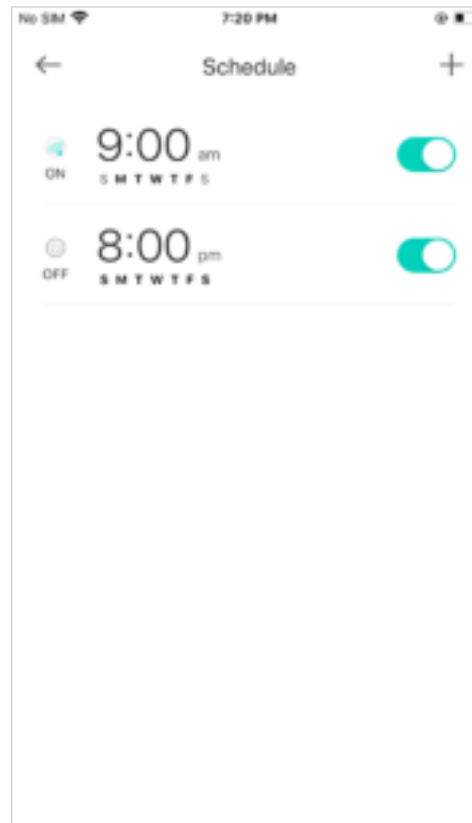 No SIM 7:20 PM
Schedule
9:00 am
ON
S M T W T F S
8:00 pm
OFF
S M T W T F S